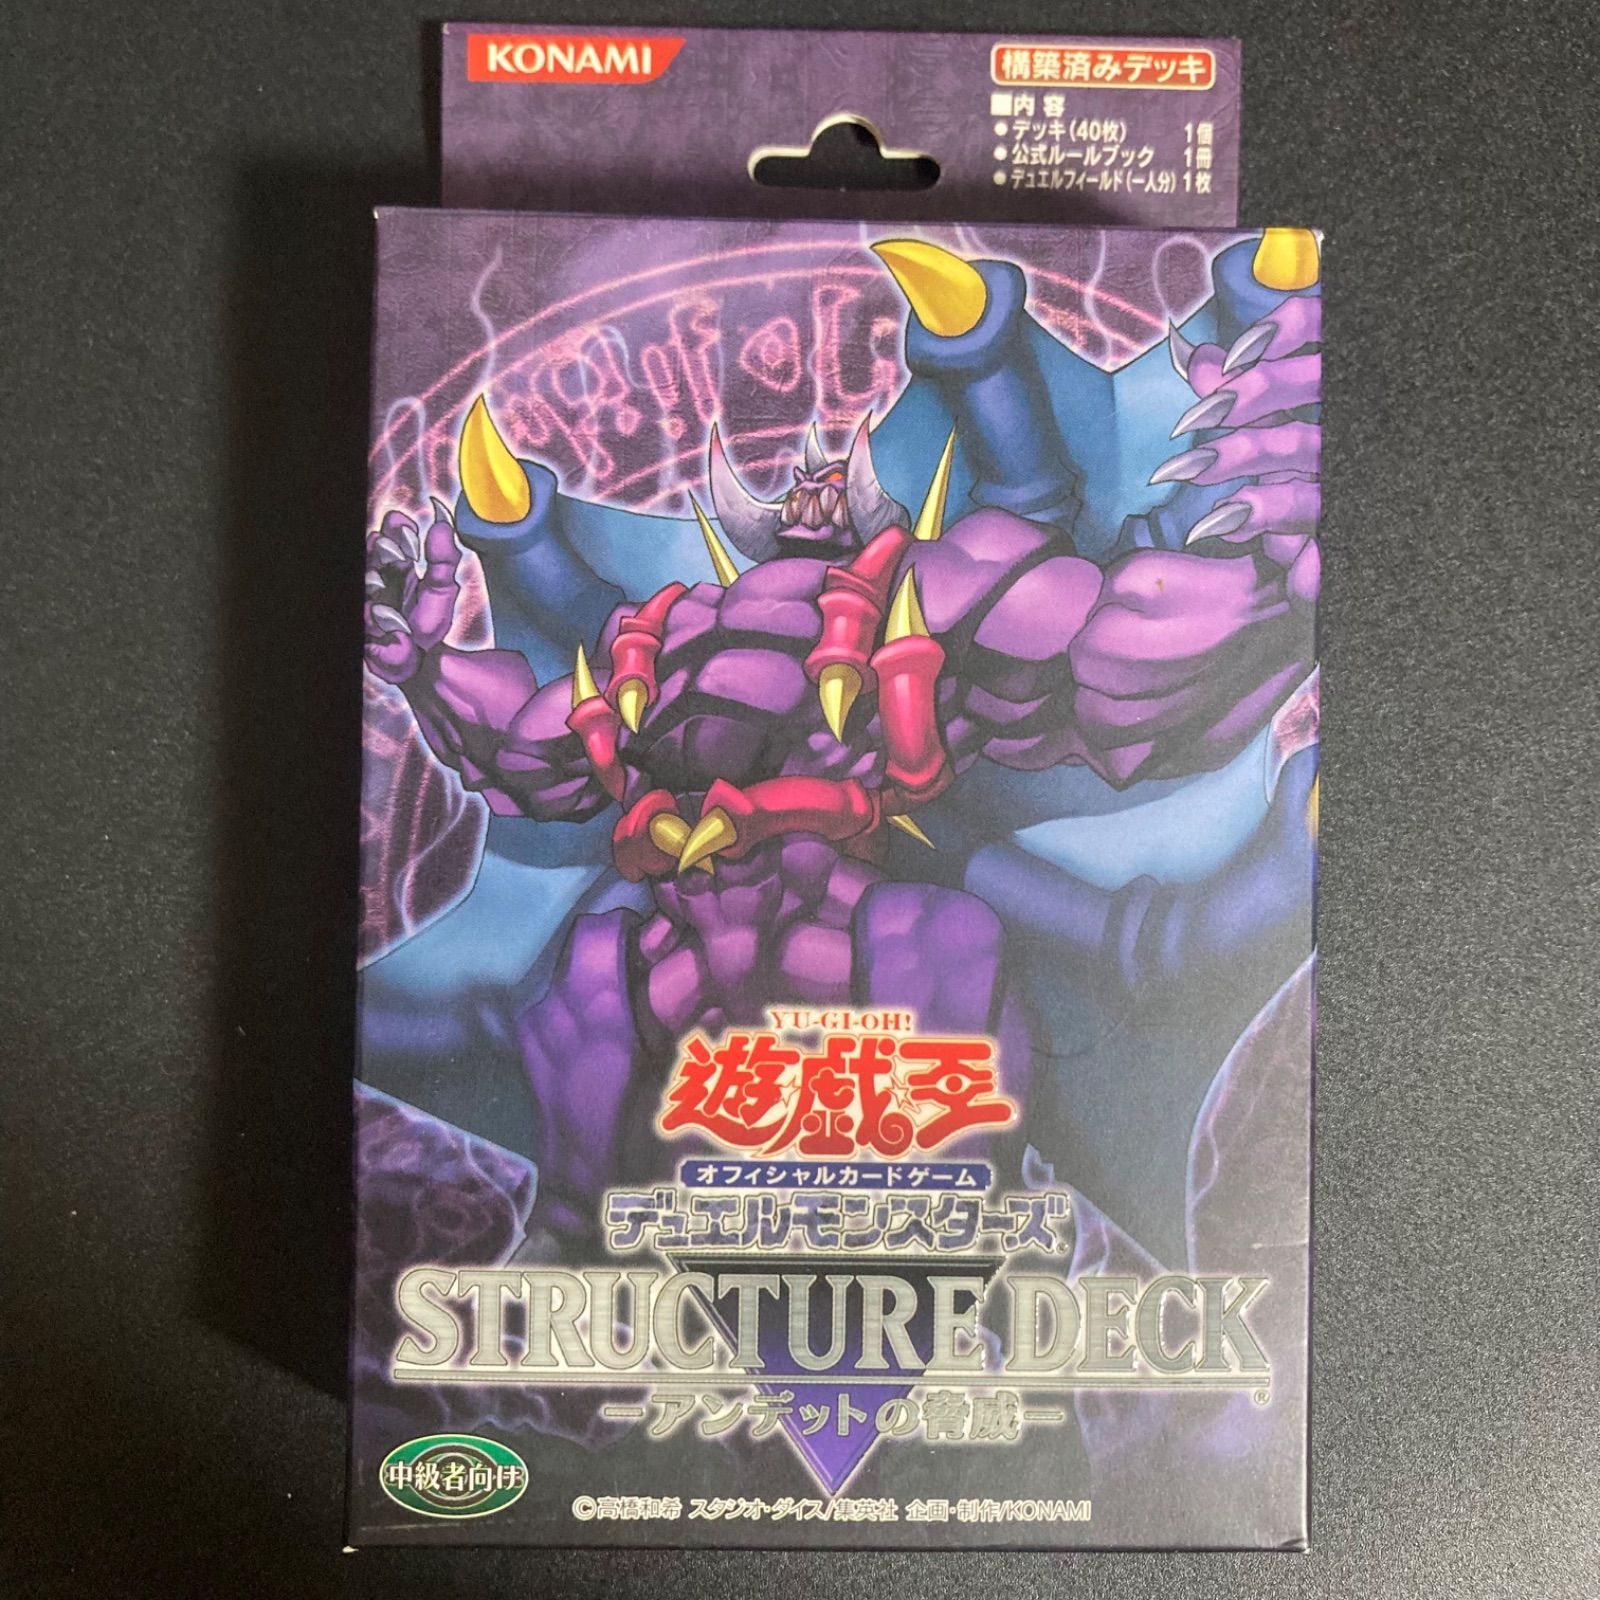 KONAMI
構築済みデッキ
■内 容
●デッキ(40枚) 1個
●公式ルールブック 1冊
●デュエルフィールド(一人分) 1枚
YU-GI-OH!
遊戯王
オフィシャルカードゲーム
デュエルモンスターズ
STRUCTURE DECK®
ーアンデットの脅威ー
中級者向け
©高橋和希 スタジオ・ダイス/集英社 企画・制作/KONAMI